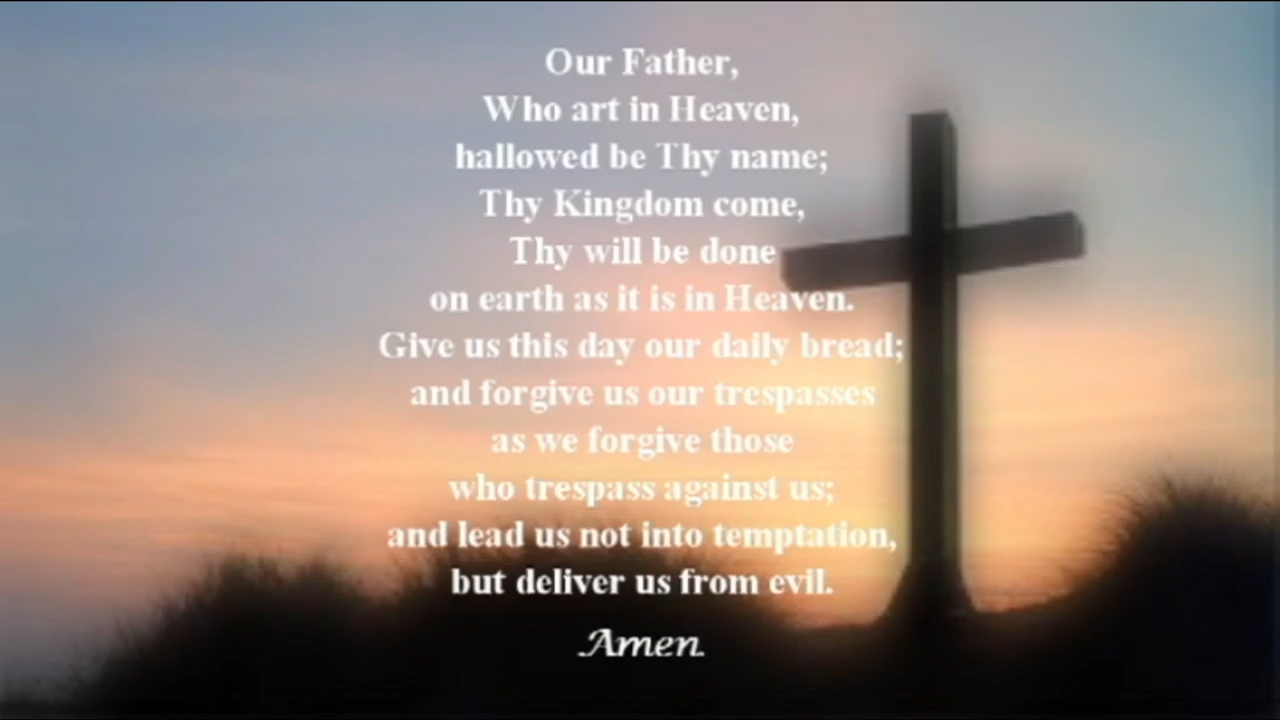 Our Father,
Who art in Heaven,
hallowed be Thy name;
Thy Kingdom come,
Thy will be done
on earth as it is in Heaven.
Give us this day our daily bread;
and forgive us our trespasses
as we forgive those
who trespass against us;
and lead us not into temptation,
but deliver us from evil.
Amen.